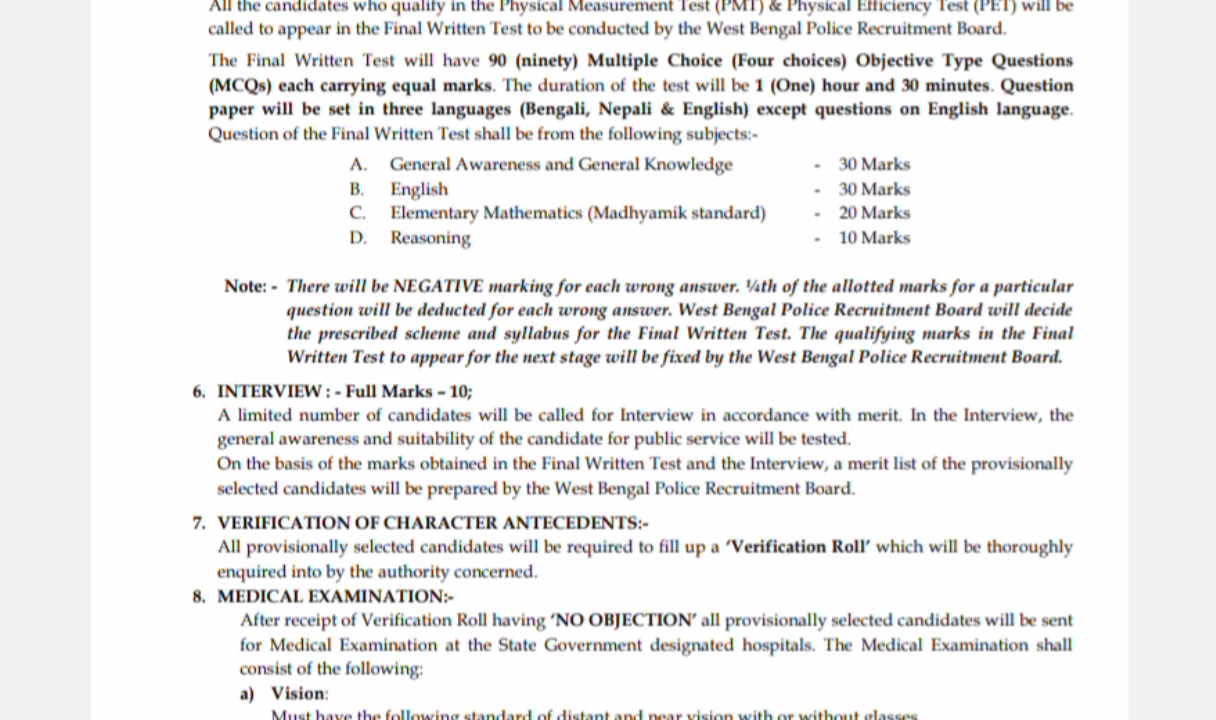 All the candidates who qualify in the Physical Measurement Test (PMT) & Physical Efficiency Test (PET) will be
called to appear in the Final Written Test to be conducted by the West Bengal Police Recruitment Board.
The Final Written Test will have 90 (ninety) Multiple Choice (Four choices) Objective Type Questions
(MCQs) each carrying equal marks. The duration of the test will be 1 (One) hour and 30 minutes. Question
paper will be set in three languages (Bengali, Nepali & English) except questions on English language.
Question of the Final Written Test shall be from the following subjects:-
A. General Awareness and General Knowledge - 30 Marks
B. English - 30 Marks
C. Elementary Mathematics (Madhyamik standard) - 20 Marks
D. Reasoning - 10 Marks
Note: - There will be NEGATIVE marking for each wrong answer. ¼th of the allotted marks for a particular
question will be deducted for each wrong answer. West Bengal Police Recruitment Board will decide
the prescribed scheme and syllabus for the Final Written Test. The qualifying marks in the Final
Written Test to appear for the next stage will be fixed by the West Bengal Police Recruitment Board.
6. INTERVIEW : - Full Marks – 10;
A limited number of candidates will be called for Interview in accordance with merit. In the Interview, the
general awareness and suitability of the candidate for public service will be tested.
On the basis of the marks obtained in the Final Written Test and the Interview, a merit list of the provisionally
selected candidates will be prepared by the West Bengal Police Recruitment Board.
7. VERIFICATION OF CHARACTER ANTECEDENTS:-
All provisionally selected candidates will be required to fill up a ‘Verification Roll’ which will be thoroughly
enquired into by the authority concerned.
8. MEDICAL EXAMINATION:-
After receipt of Verification Roll having ‘NO OBJECTION’ all provisionally selected candidates will be sent
for Medical Examination at the State Government designated hospitals. The Medical Examination shall
consist of the following:
a) Vision:
Must have the following standard of distant and near vision with or without glasses